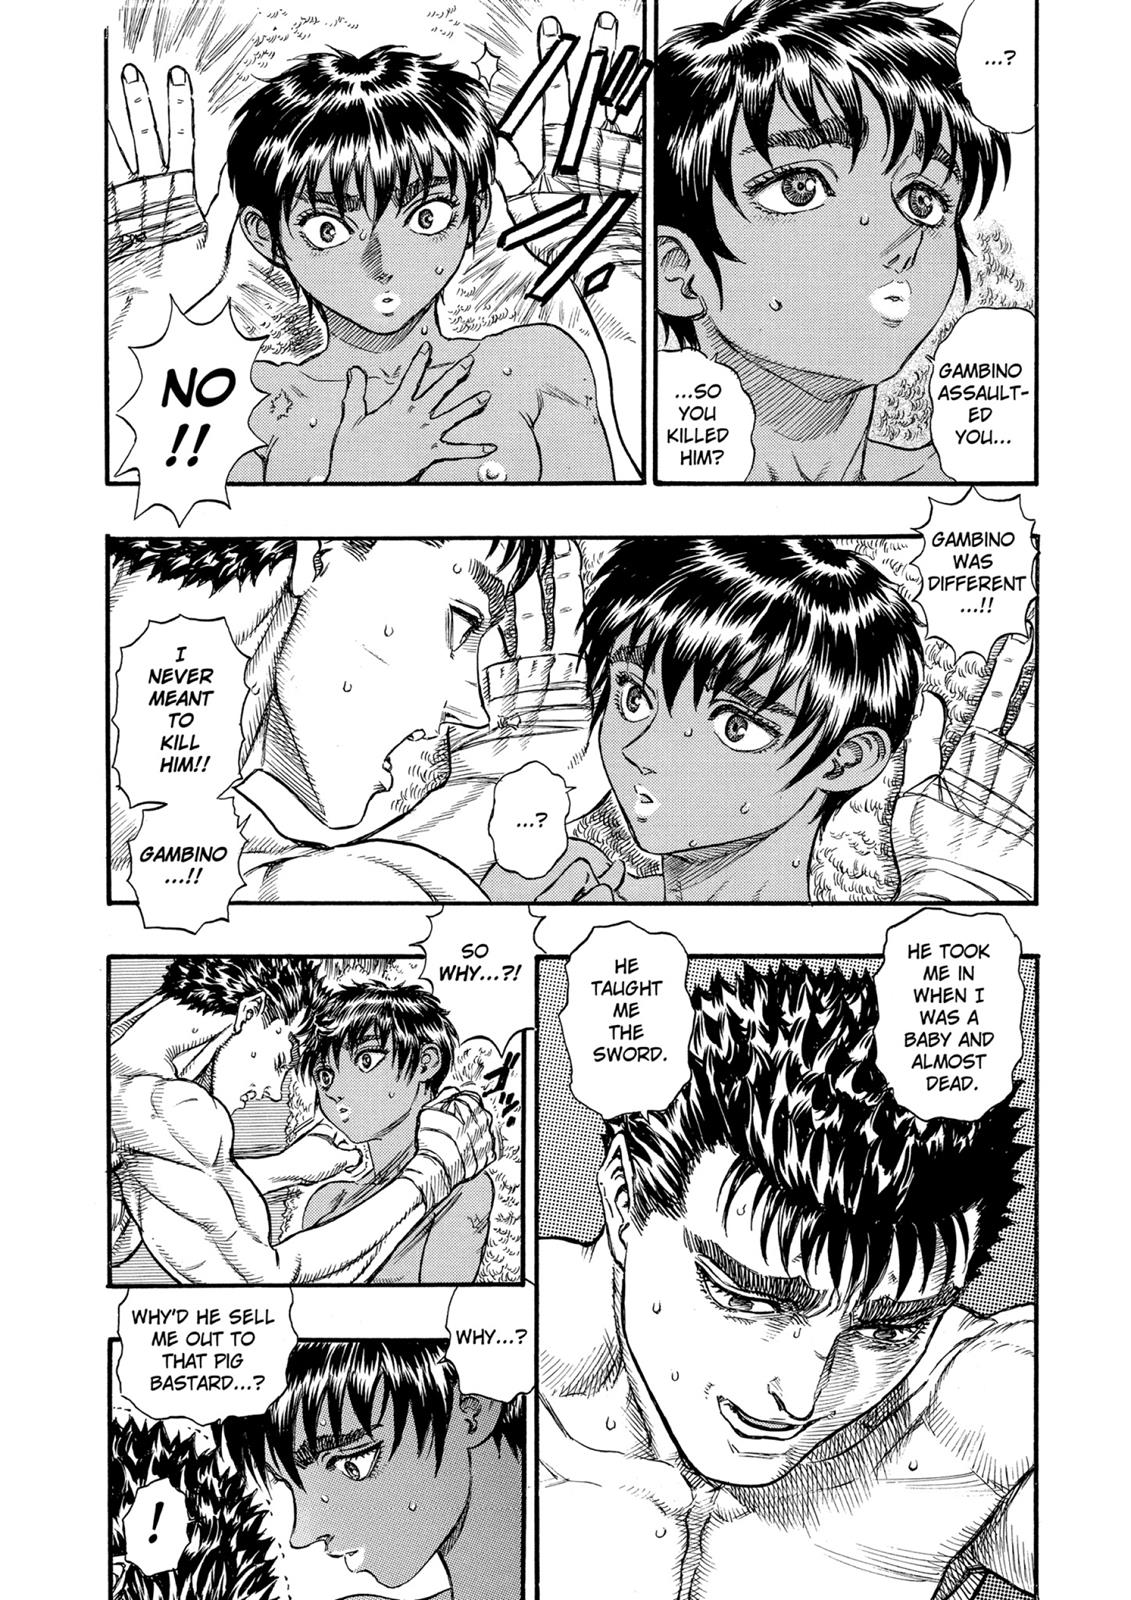 ...?
GAMBINO
ASSAULT-
ED
YOU...
...SO
YOU
KILLED
HIM?
バッ
NO
!!
GAMBINO
WAS
DIFFERENT
...!!
...?
I
NEVER
MEANT
TO
KILL
HIM!!
GAMBINO
...!!
HE TOOK
ME IN
WHEN I
WAS A
BABY AND
ALMOST
DEAD.
HE
TAUGHT
ME
THE
SWORD.
SO
WHY...?!
WHY...?
WHY'D HE SELL
ME OUT TO
THAT PIG
BASTARD...?
!